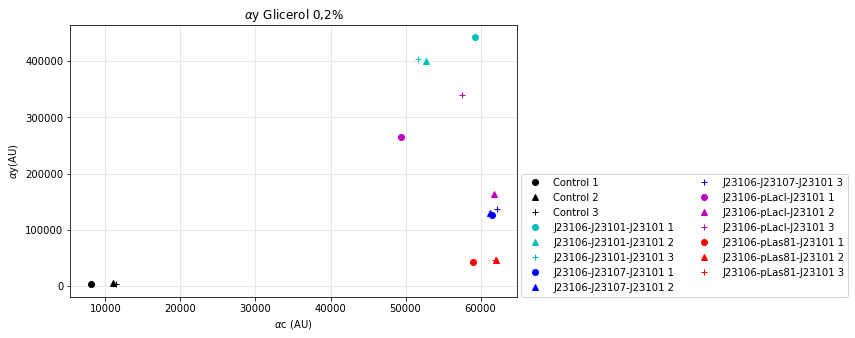 αy Glicerol 0,2%
400000
300000
200000
100000
0
αy(AU)
10000 20000 30000 40000 50000 60000
αc (AU)
Control 1
Control 2
Control 3
J23106-J23101-J23101 1
J23106-J23101-J23101 2
J23106-J23101-J23101 3
J23106-J23107-J23101 1
J23106-J23107-J23101 2
J23106-J23107-J23101 3
J23106-pLacI-J23101 1
J23106-pLacI-J23101 2
J23106-pLacI-J23101 3
J23106-pLas81-J23101 1
J23106-pLas81-J23101 2
J23106-pLas81-J23101 3